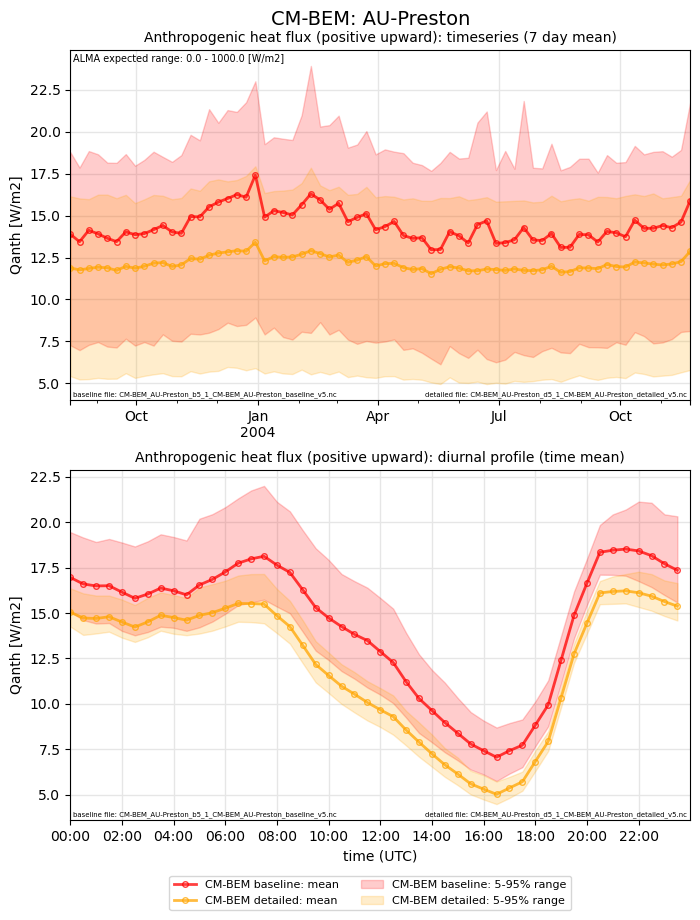 CM-BEM: AU-Preston
Anthropogenic heat flux (positive upward): timeseries (7 day mean)
ALMA expected range: 0.0 - 1000.0 [W/m2]
22.5
20.0
17.5
15.0
12.5
10.0
7.5
5.0
Qanth [W/m2]
baseline file: CM-BEM_AU-Preston_b5_1_CM-BEM_AU-Preston_baseline_v5.nc
detailed file: CM-BEM_AU-Preston_d5_1_CM-BEM_AU-Preston_detailed_v5.nc
Oct Jan Apr Jul Oct
2004
Anthropogenic heat flux (positive upward): diurnal profile (time mean)
22.5
20.0
17.5
15.0
12.5
10.0
7.5
5.0
Qanth [W/m2]
baseline file: CM-BEM_AU-Preston_b5_1_CM-BEM_AU-Preston_baseline_v5.nc
detailed file: CM-BEM_AU-Preston_d5_1_CM-BEM_AU-Preston_detailed_v5.nc
00:00 02:00 04:00 06:00 08:00 10:00 12:00 14:00 16:00 18:00 20:00 22:00
time (UTC)
CM-BEM baseline: mean
CM-BEM detailed: mean
CM-BEM baseline: 5-95% range
CM-BEM detailed: 5-95% range